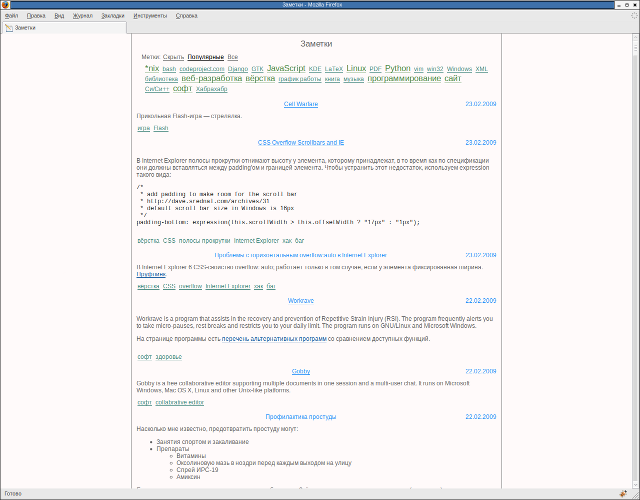 Заметки - Mozilla Firefox
Файл Правка Вид Журнал Закладки Инструменты Справка
Заметки
Заметки
Метки: Скрыть Популярные Все
*nix bash codeproject.com Django GTK JavaScript KDE LaTeX Linux PDF Python vim win32 Windows XML
библиотека веб-разработка вёрстка график работы книга музыка программирование сайт
Си/Си++ софт Хабрахабр
Cell Warfare 23.02.2009
Прикольная Flash-игра — стрелялка.
игра Flash
CSS Overflow Scrollbars and IE 23.02.2009
В Internet Explorer полосы прокрутки отнимают высоту у элемента, которому принадлежат, в то время как по спецификации
они должны вставляться между padding'ом и границей элемента. Чтобы устранить этот недостаток, используем expression
такого вида:
/*
* add padding to make room for the scroll bar
* http://dave.srednal.com/archives/31
* default scroll bar size in Windows is 16px
*/
padding-bottom: expression(this.scrollWidth > this.offsetWidth ? "17px" : "1px");
вёрстка CSS полосы прокрутки Internet Explorer хак баг
Проблемы с горизонтальным overflow:auto в Internet Explorer 23.02.2009
В Internet Explorer 6 CSS-свойство overflow: auto; работает только в том случае, если у элемента фиксированная ширина.
Пруфлинк.
вёрстка CSS overflow Internet Explorer хак баг
Workrave 22.02.2009
Workrave is a program that assists in the recovery and prevention of Repetitive Strain Injury (RSI). The program frequently alerts you
to take micro-pauses, rest breaks and restricts you to your daily limit. The program runs on GNU/Linux and Microsoft Windows.
На странице программы есть перечень альтернативных программ со сравнением доступных функций.
софт здоровье
Gobby 22.02.2009
Gobby is a free collaborative editor supporting multiple documents in one session and a multi-user chat. It runs on Microsoft
Windows, Mac OS X, Linux and other Unix-like platforms.
софт collabrative editor
Профилактика простуды 22.02.2009
Насколько мне известно, предотвратить простуду могут:
Занятия спортом и закаливание
Препараты
Витамины
Оксолиновую мазь в ноздри перед каждым выходом на улицу
Спрей ИРС-19
Амиксин
Готово